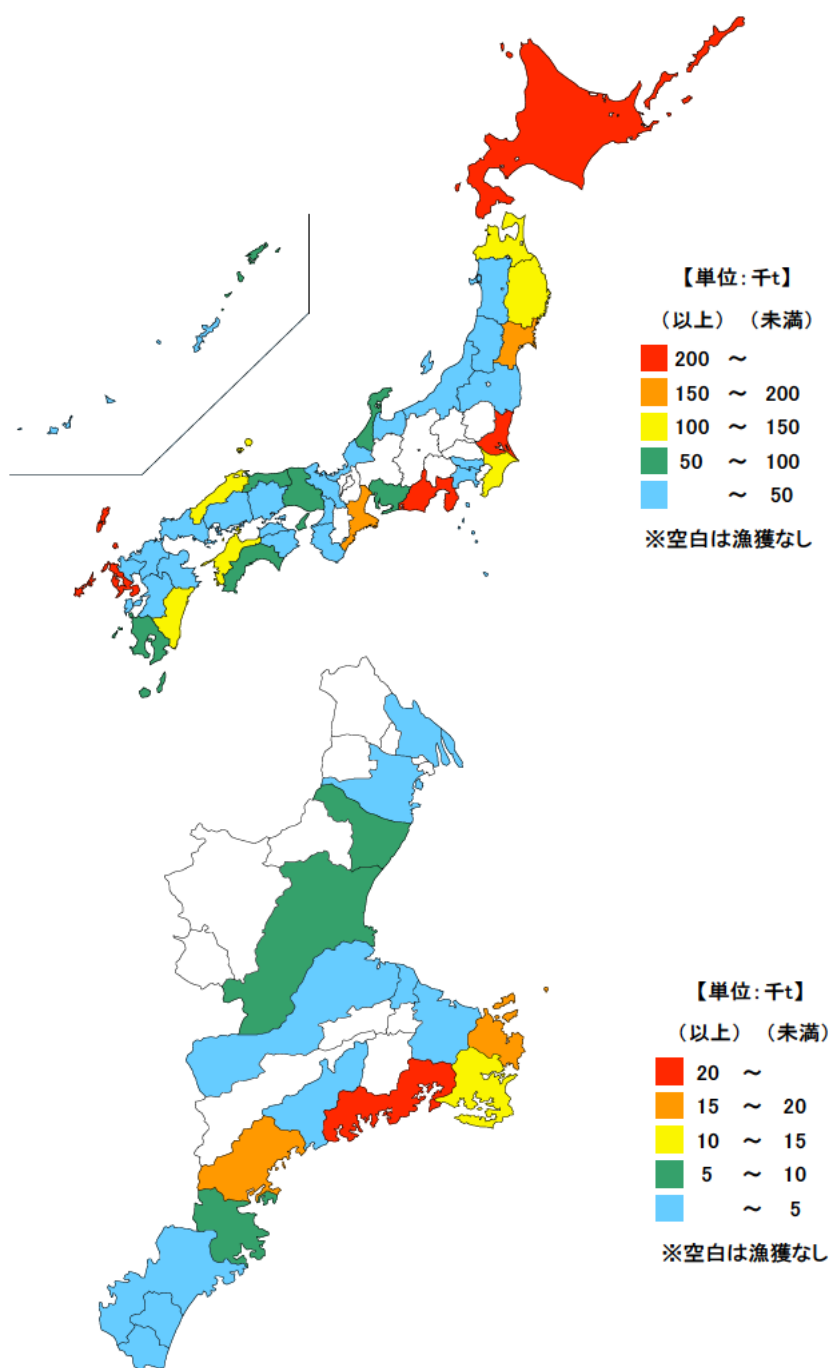 【単位:千t】
（以上） （未満）
200 ～
150 ～ 200
100 ～ 150
50 ～ 100
～ 50
※空白は漁獲なし
【単位:千t】
（以上） （未満）
20 ～
15 ～ 20
10 ～ 15
5 ～ 10
～ 5
※空白は漁獲なし